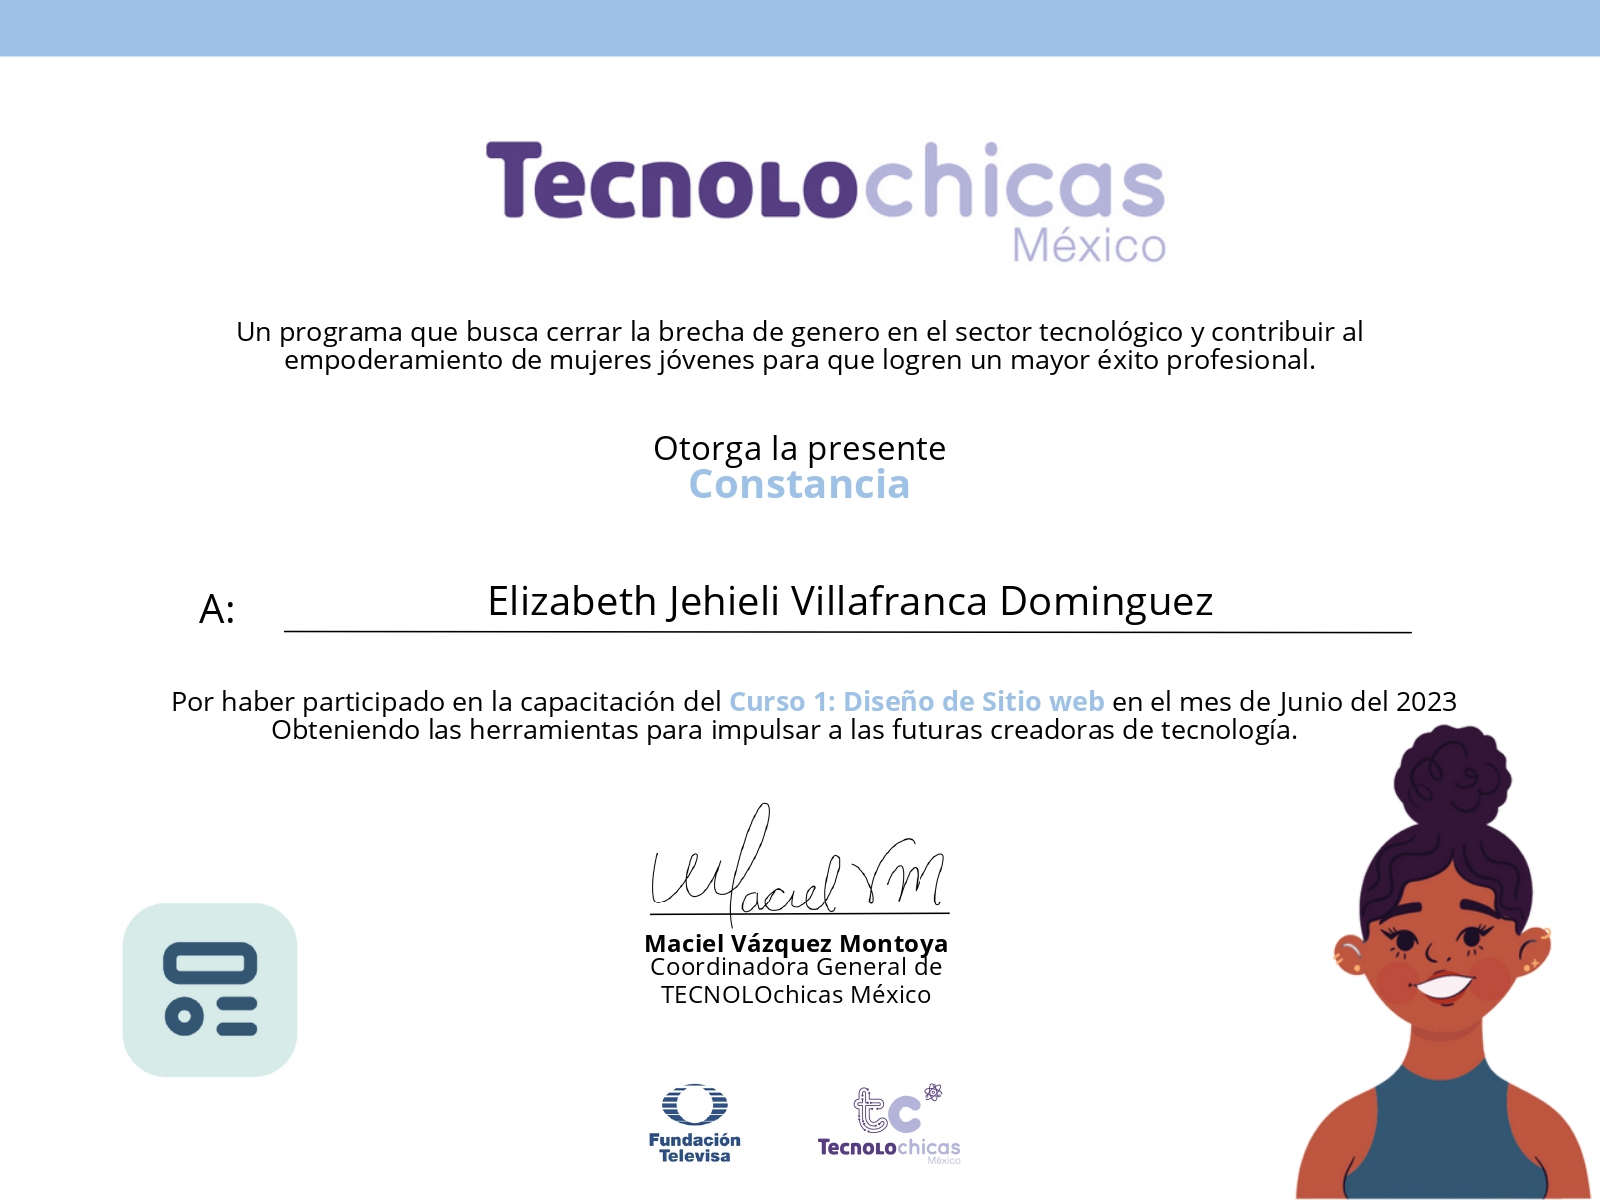 Tecnolochicas
México
Un programa que busca cerrar la brecha de genero en el sector tecnológico y contribuir al
empoderamiento de mujeres jóvenes para que logren un mayor éxito profesional.
Otorga la presente
Constancia
A: Elizabeth Jehieli Villafranca Dominguez
Por haber participado en la capacitación del Curso 1: Diseño de Sitio web en el mes de Junio del 2023
Obteniendo las herramientas para impulsar a las futuras creadoras de tecnología.
Maciel VM
Maciel Vázquez Montoya
Coordinadora General de
TECNOLOchicas México
Fundación
Televisa
tc
Tecnolochicas
México